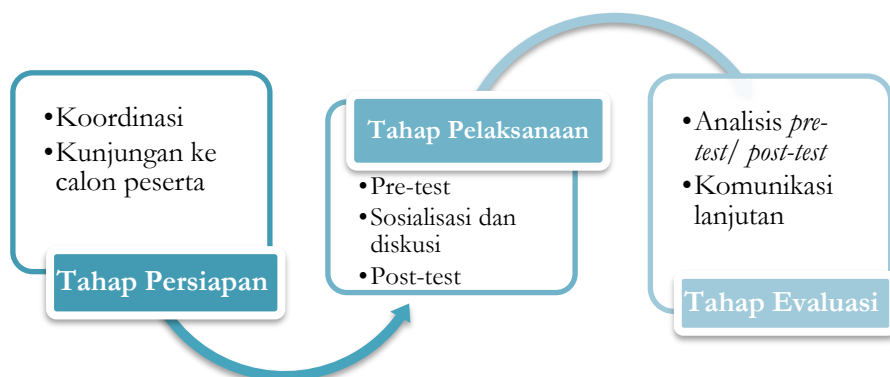 •Koordinasi
•Kunjungan ke
calon peserta
Tahap Persiapan
Tahap Pelaksanaan
•Pre-test
•Sosialisasi dan
diskusi
•Post-test
•Analisis pre-
test/ post-test
•Komunikasi
lanjutan
Tahap Evaluasi